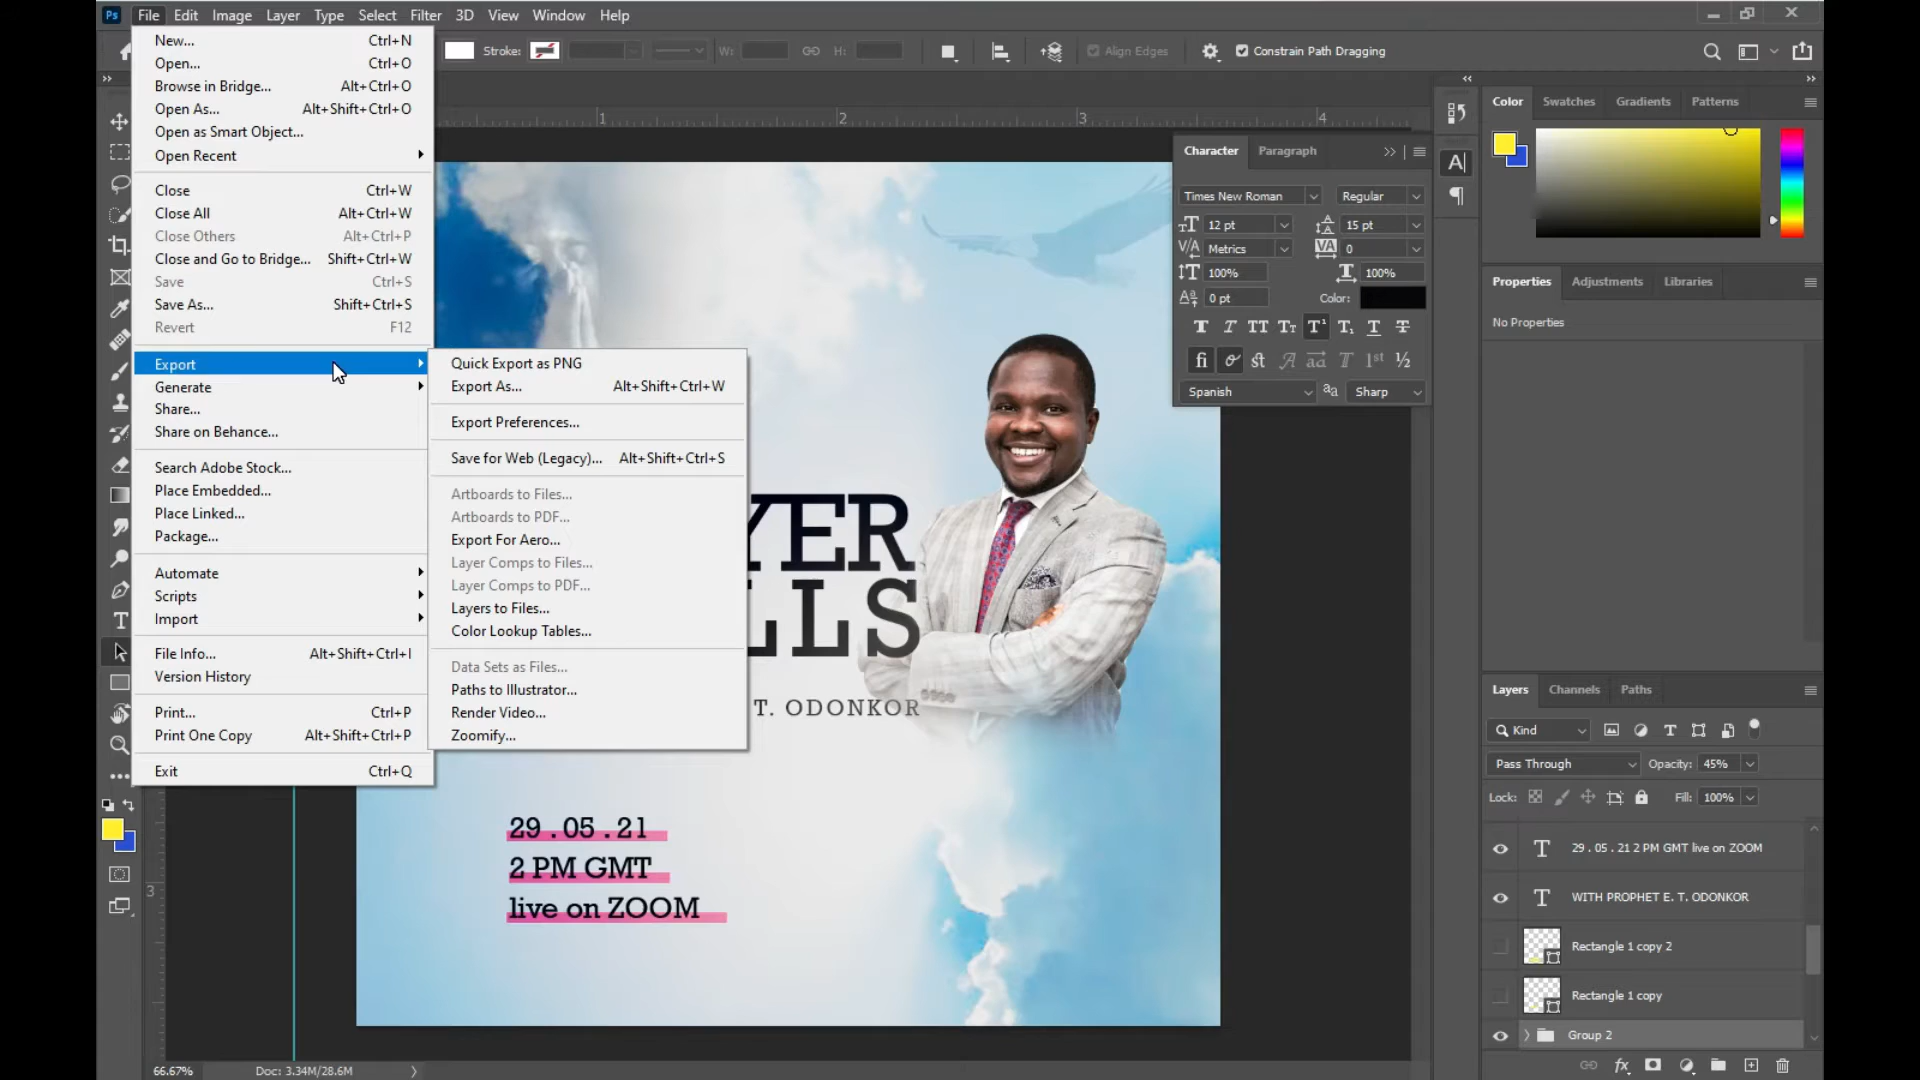 Ps File Edit Image Layer Type Select Filter 3D View Window Help
Stroke: W: H: Align Edges Constrain Path Dragging
New... Ctrl+N
Open... Ctrl+O
Browse in Bridge... Alt+Ctrl+O
Open As... Alt+Shift+Ctrl+O
Open as Smart Object...
Open Recent
Close Ctrl+W
Close All Alt+Ctrl+W
Close Others Alt+Ctrl+P
Close and Go to Bridge... Shift+Ctrl+W
Save Ctrl+S
Save As... Shift+Ctrl+S
Revert F12
Export
Generate
Share...
Share on Behance...
Search Adobe Stock...
Place Embedded...
Place Linked...
Package...
Automate
Scripts
Import
File Info... Alt+Shift+Ctrl+I
Version History
Print... Ctrl+P
Print One Copy Alt+Shift+Ctrl+P
Exit Ctrl+Q
Quick Export as PNG
Export As... Alt+Shift+Ctrl+W
Export Preferences...
Save for Web (Legacy)... Alt+Shift+Ctrl+S
Artboards to Files...
Artboards to PDF...
Export For Aero...
Layer Comps to Files...
Layer Comps to PDF...
Layers to Files...
Color Lookup Tables...
Data Sets as Files...
Paths to Illustrator...
Render Video...
Zoomify...
1 2 3 4
3
YER
LLS
T. ODONKOR
29 . 05 . 21
2 PM GMT
live on ZOOM
Character Paragraph
Times New Roman Regular
12 pt 15 pt
Metrics 0
100% 100%
0 pt Color:
Spanish Sharp
Color Swatches Gradients Patterns
Properties Adjustments Libraries
No Properties
Layers Channels Paths
Kind
Pass Through Opacity: 45%
Lock: Fill: 100%
29 . 05 . 21 2 PM GMT live on ZOOM
WITH PROPHET E. T. ODONKOR
Rectangle 1 copy 2
Rectangle 1 copy
Group 2
66.67% Doc: 3.34M/28.6M